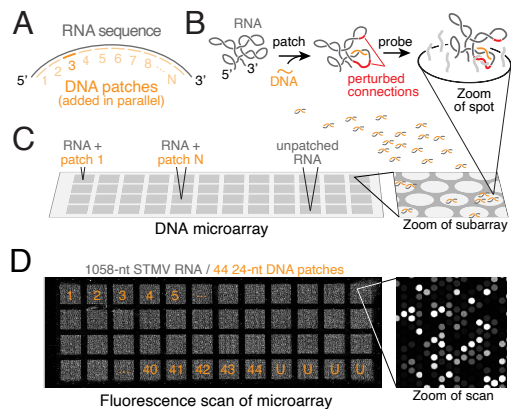 A
RNA sequence
1 2 3 4 5 6 7 8 ... N
5' 3'
DNA patches
(added in parallel)
B
RNA
5' 3'
patch
DNA
perturbed
connections
probe
Zoom
of spot
C
RNA +
patch 1
RNA +
patch N
unpatched
RNA
DNA microarray
Zoom of subarray
D
1058-nt STMV RNA / 44 24-nt DNA patches
1 2 3 4 5 ...
... 40 41 42 43 44 U U U U
Fluorescence scan of microarray
Zoom of scan